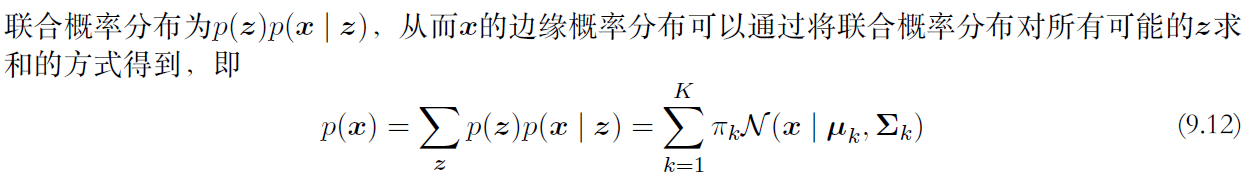 联合概率分布为p(z)p(x | z)，从而x的边缘概率分布可以通过将联合概率分布对所有可能的z求
和的方式得到，即
p(x) = ∑_z p(z)p(x | z) = ∑_{k=1}^{K} π_k 𝒩(x | μ_k, Σ_k) (9.12)